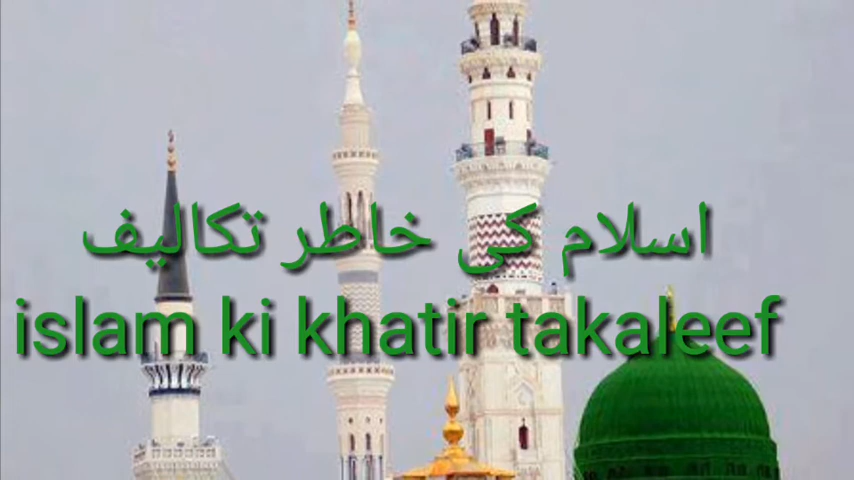 اسلام کی خاطر تکالیف
islam ki khatir takaleef